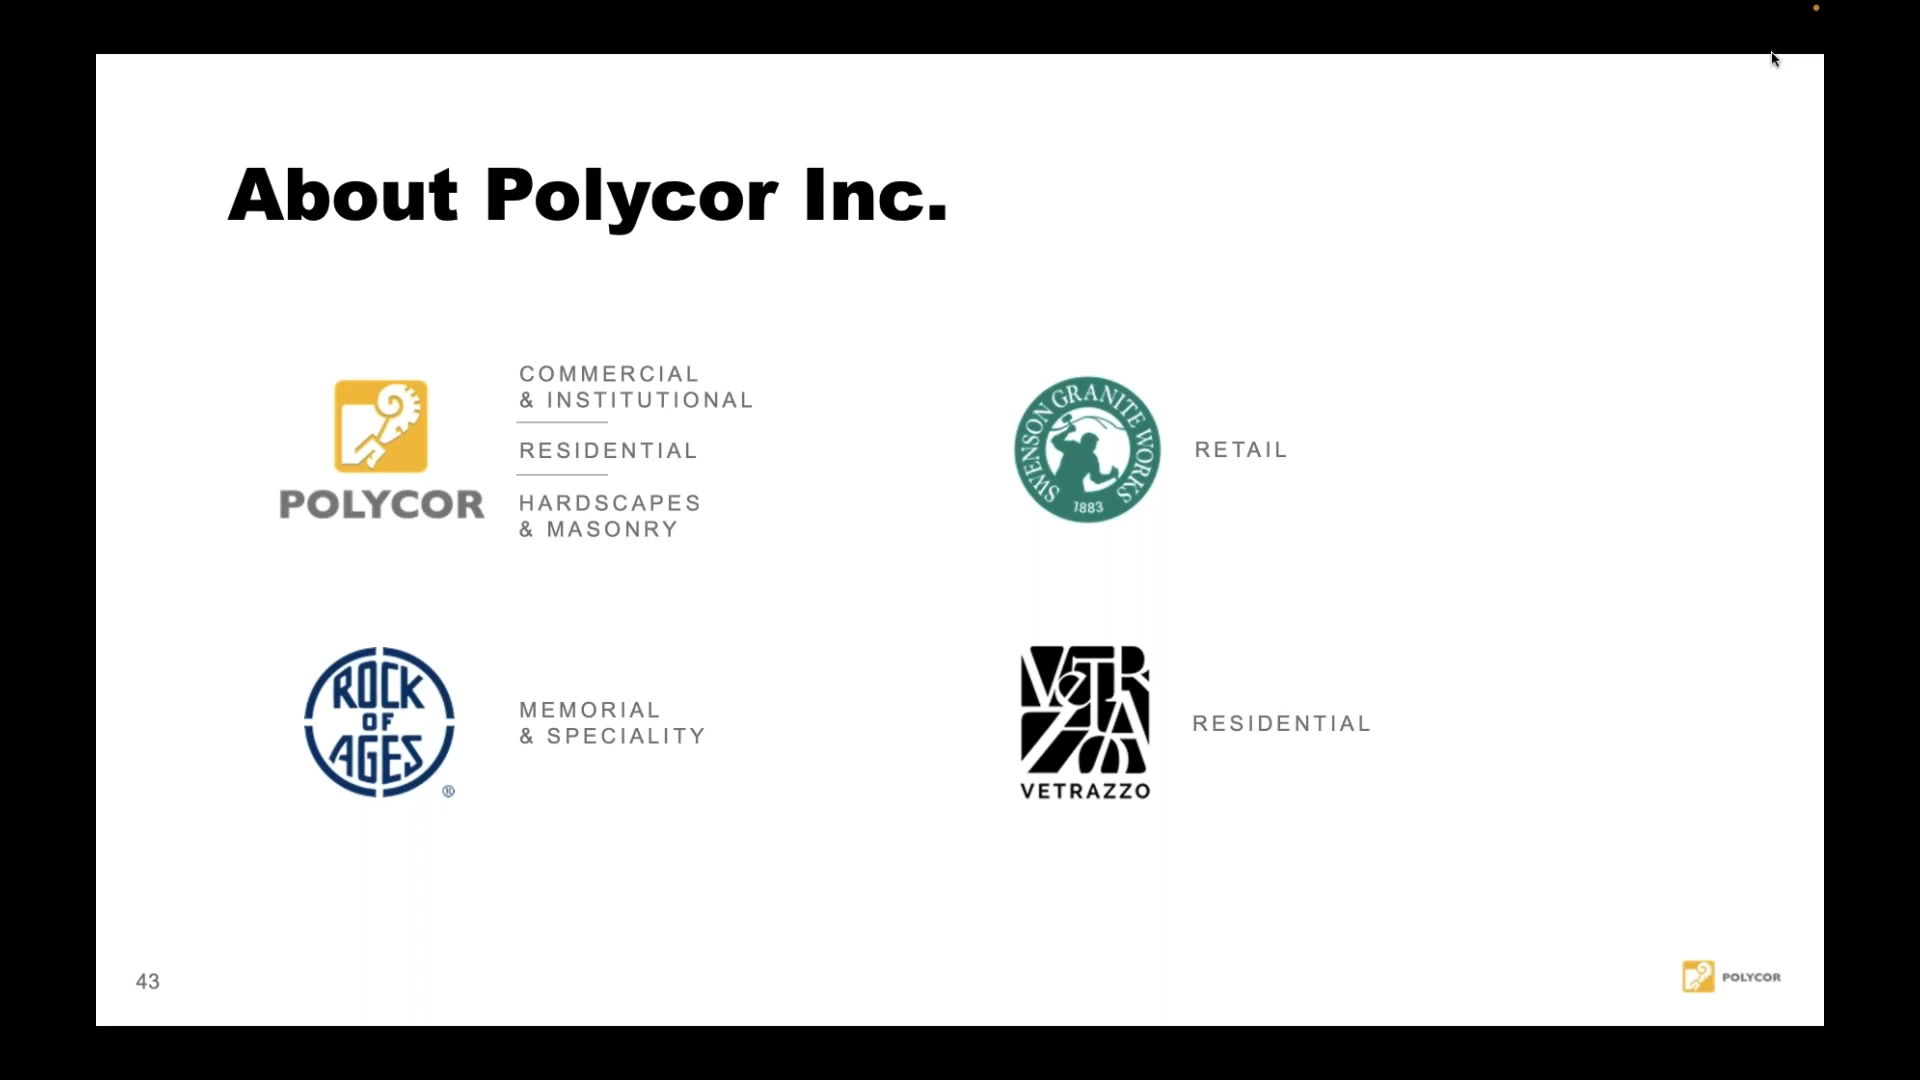 About Polycor Inc.
POLYCOR
COMMERCIAL
& INSTITUTIONAL
RESIDENTIAL
HARDSCAPES
& MASONRY
SWENSON GRANITE WORKS
1883
RETAIL
ROCK
OF
AGES
®
MEMORIAL
& SPECIALITY
VeTRAZZO
VETRAZZO
RESIDENTIAL
43
POLYCOR